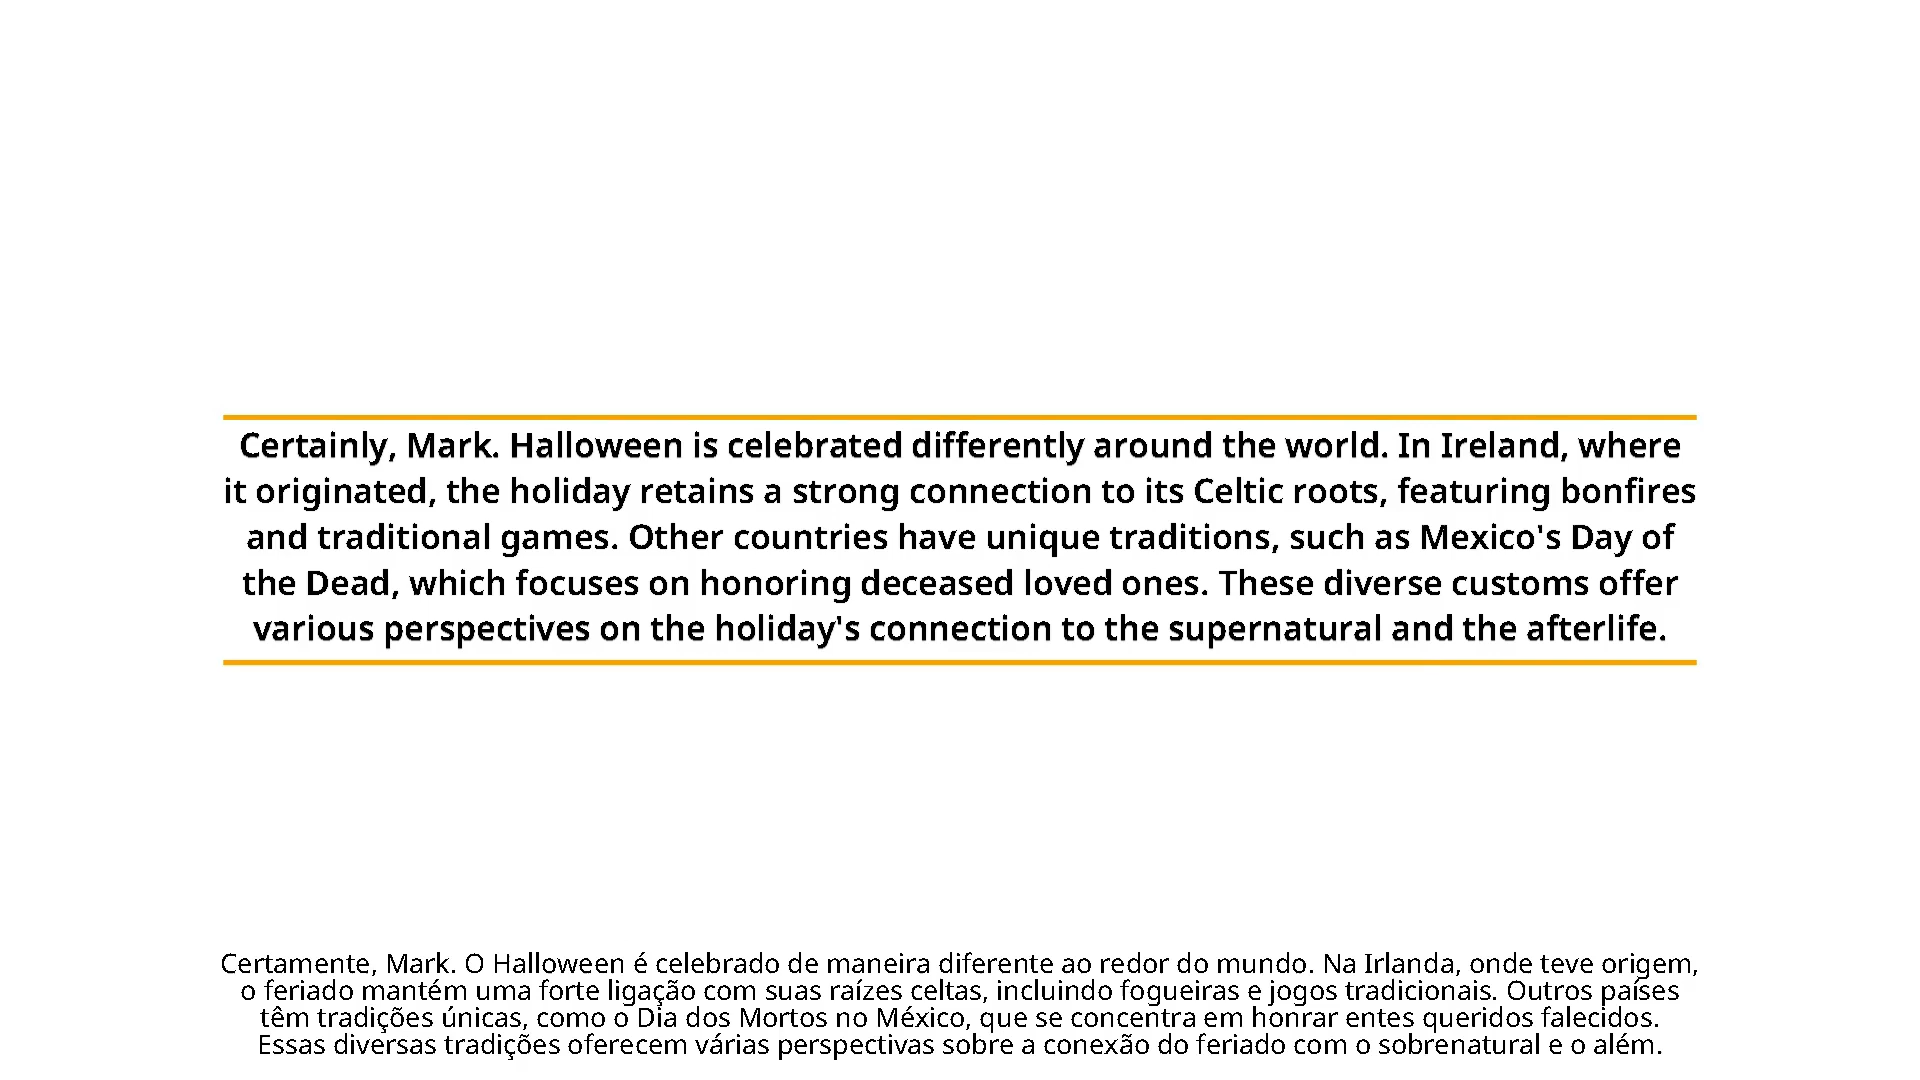 Certainly, Mark. Halloween is celebrated differently around the world. In Ireland, where
it originated, the holiday retains a strong connection to its Celtic roots, featuring bonfires
and traditional games. Other countries have unique traditions, such as Mexico's Day of
the Dead, which focuses on honoring deceased loved ones. These diverse customs offer
various perspectives on the holiday's connection to the supernatural and the afterlife.
Certamente, Mark. O Halloween é celebrado de maneira diferente ao redor do mundo. Na Irlanda, onde teve origem,
o feriado mantém uma forte ligação com suas raízes celtas, incluindo fogueiras e jogos tradicionais. Outros países
têm tradições únicas, como o Dia dos Mortos no México, que se concentra em honrar entes queridos falecidos.
Essas diversas tradições oferecem várias perspectivas sobre a conexão do feriado com o sobrenatural e o além.